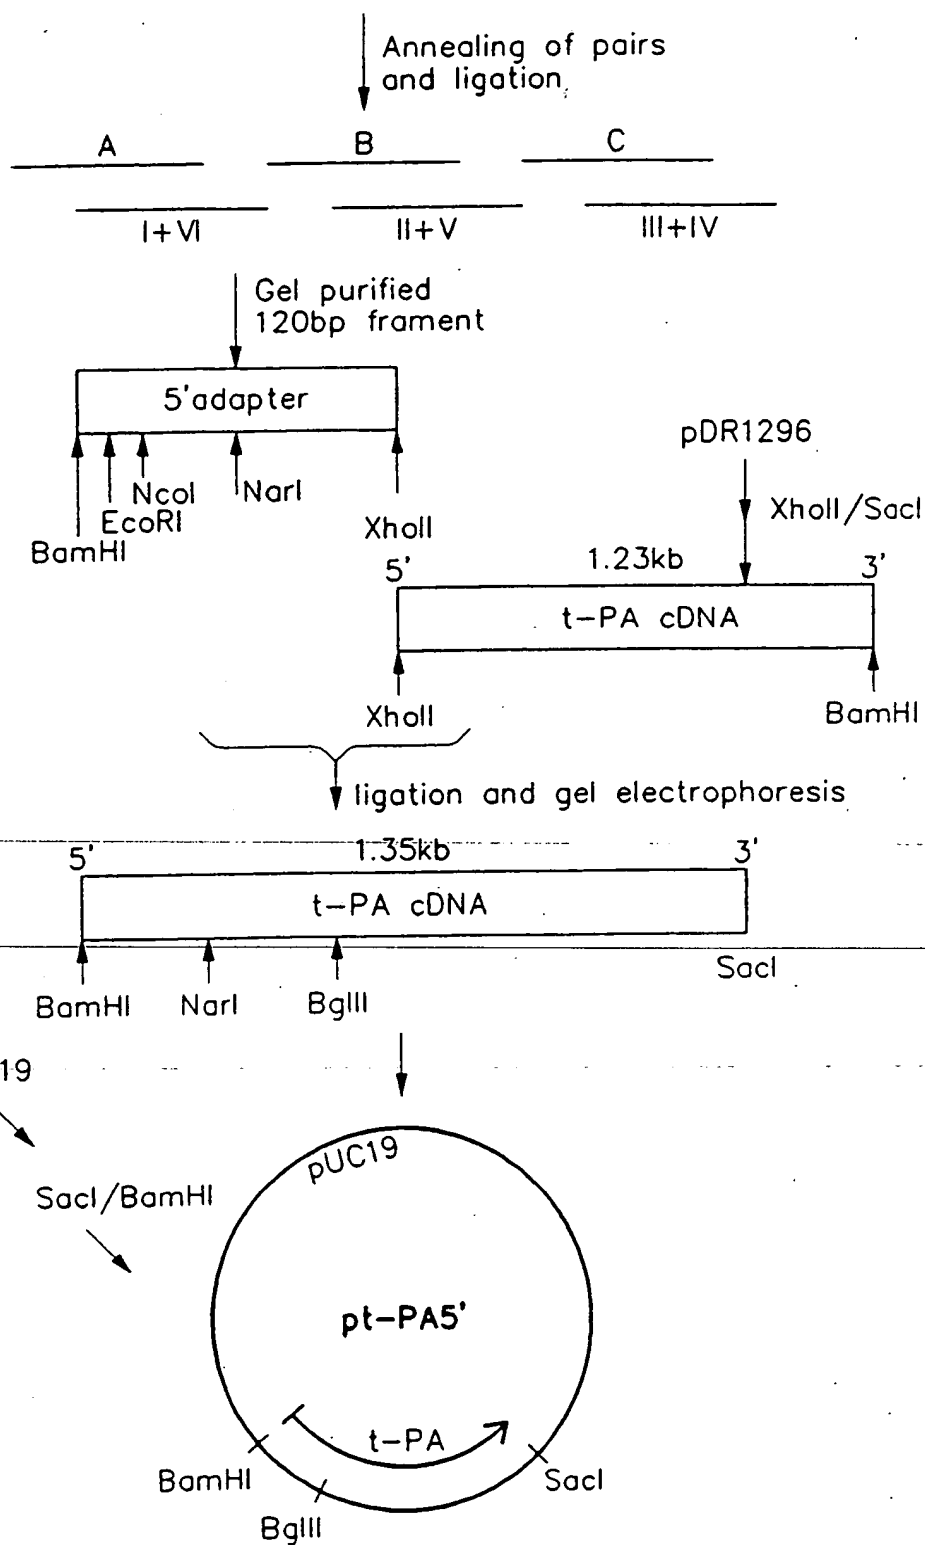 Annealing of pairs
and ligation
A B C
I+VI II+V III+IV
Gel purified
120bp frament
5'adapter
pDR1296
NcoI NarI
EcoRI
BamHI
XhoII
XhoII/SacI
5' 1.23kb 3'
t-PA cDNA
XhoII
BamHI
ligation and gel electrophoresis
5' 1.35kb 3'
t-PA cDNA
SacI
BamHI NarI BglII
19
pUC19
SacI/BamHI
pt-PA5'
t-PA
BamHI
SacI
BglII